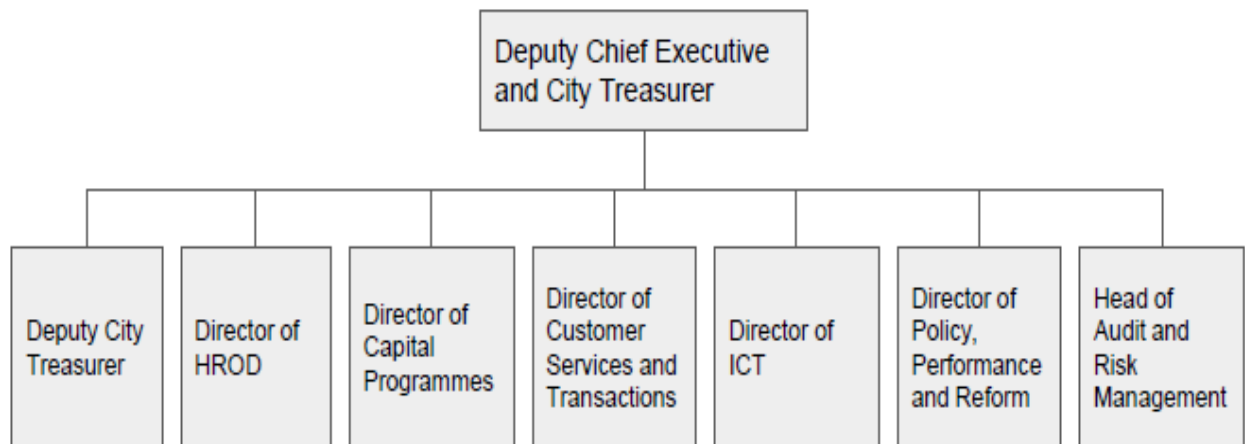 Deputy Chief Executive
and City Treasurer
Deputy City
Treasurer
Director of
HROD
Director of
Capital
Programmes
Director of
Customer
Services and
Transactions
Director of
ICT
Director of
Policy,
Performance
and Reform
Head of
Audit and
Risk
Management